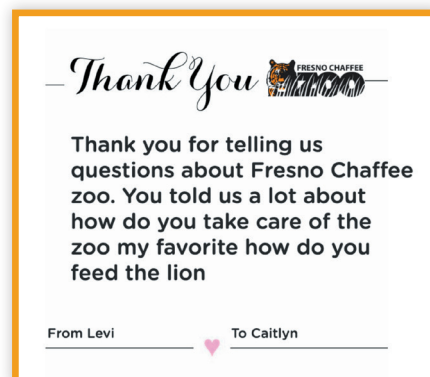 Thank You FRESNO CHAFFEE ZOO
Thank you for telling us
questions about Fresno Chaffee
zoo. You told us a lot about
how do you take care of the
zoo my favorite how do you
feed the lion
From Levi To Caitlyn